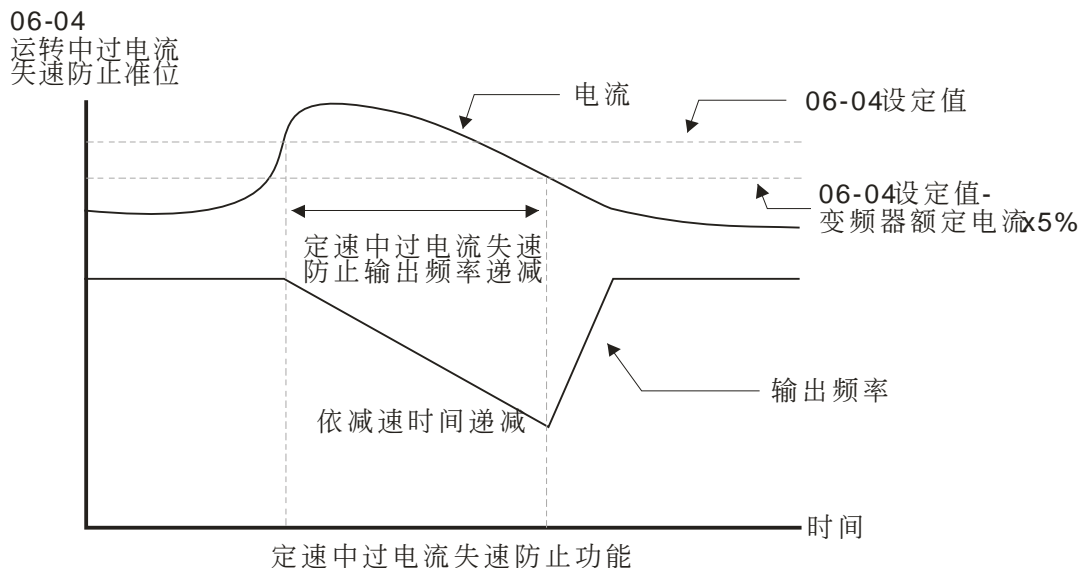 06-04
运转中过电流
失速防止准位
电流
06-04设定值
06-04设定值-
变频器额定电流x5%
定速中过电流失速
防止输出频率递减
输出频率
依减速时间递减
时间
定速中过电流失速防止功能